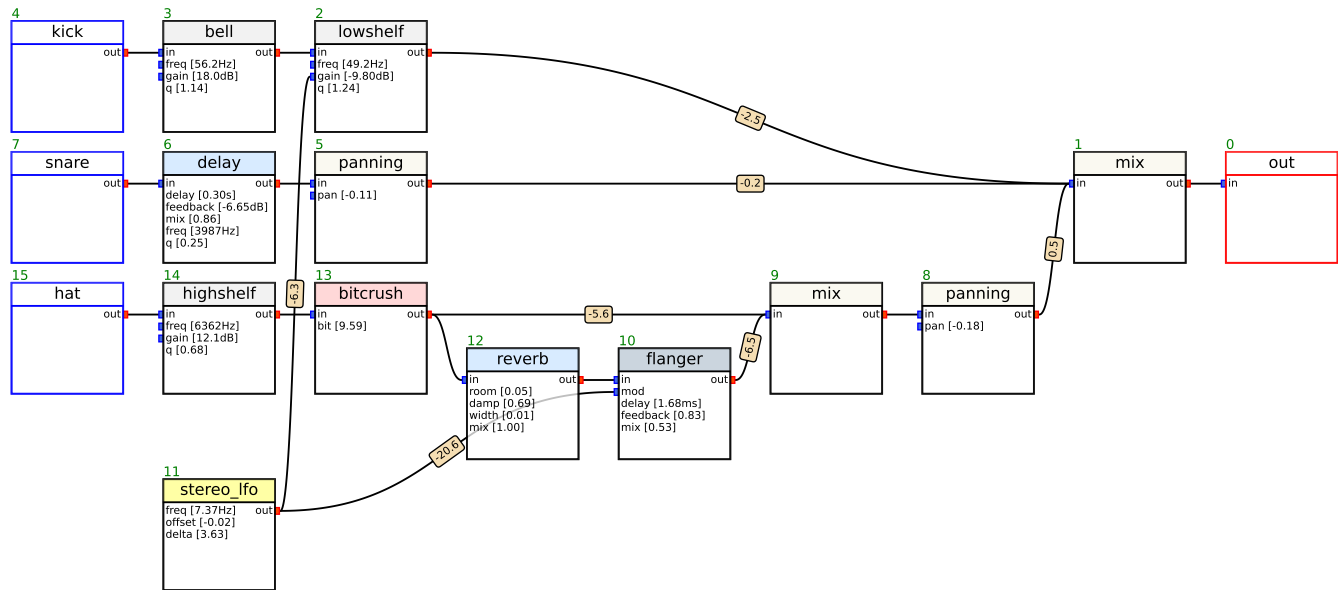 4
kick
out
3
bell
in out
freq [56.2Hz]
gain [18.0dB]
q [1.14]
2
lowshelf
in out
freq [49.2Hz]
gain [-9.80dB]
q [1.24]
-2.5
7
snare
out
6
delay
in out
delay [0.30s]
feedback [-6.65dB]
mix [0.86]
freq [3987Hz]
q [0.25]
5
panning
in out
pan [-0.11]
-0.2
1
mix
in out
0
out
in
0.5
15
hat
out
14
highshelf
in out
freq [6362Hz]
gain [12.1dB]
q [0.68]
-6.3
13
bitcrush
in out
bit [9.59]
-5.6
12
reverb
in out
room [0.05]
damp [0.69]
width [0.01]
mix [1.00]
10
flanger
in out
mod
delay [1.68ms]
feedback [0.83]
mix [0.53]
-6.5
9
mix
in out
8
panning
in out
pan [-0.18]
-20.6
11
stereo_lfo
freq [7.37Hz] out
offset [-0.02]
delta [3.63]